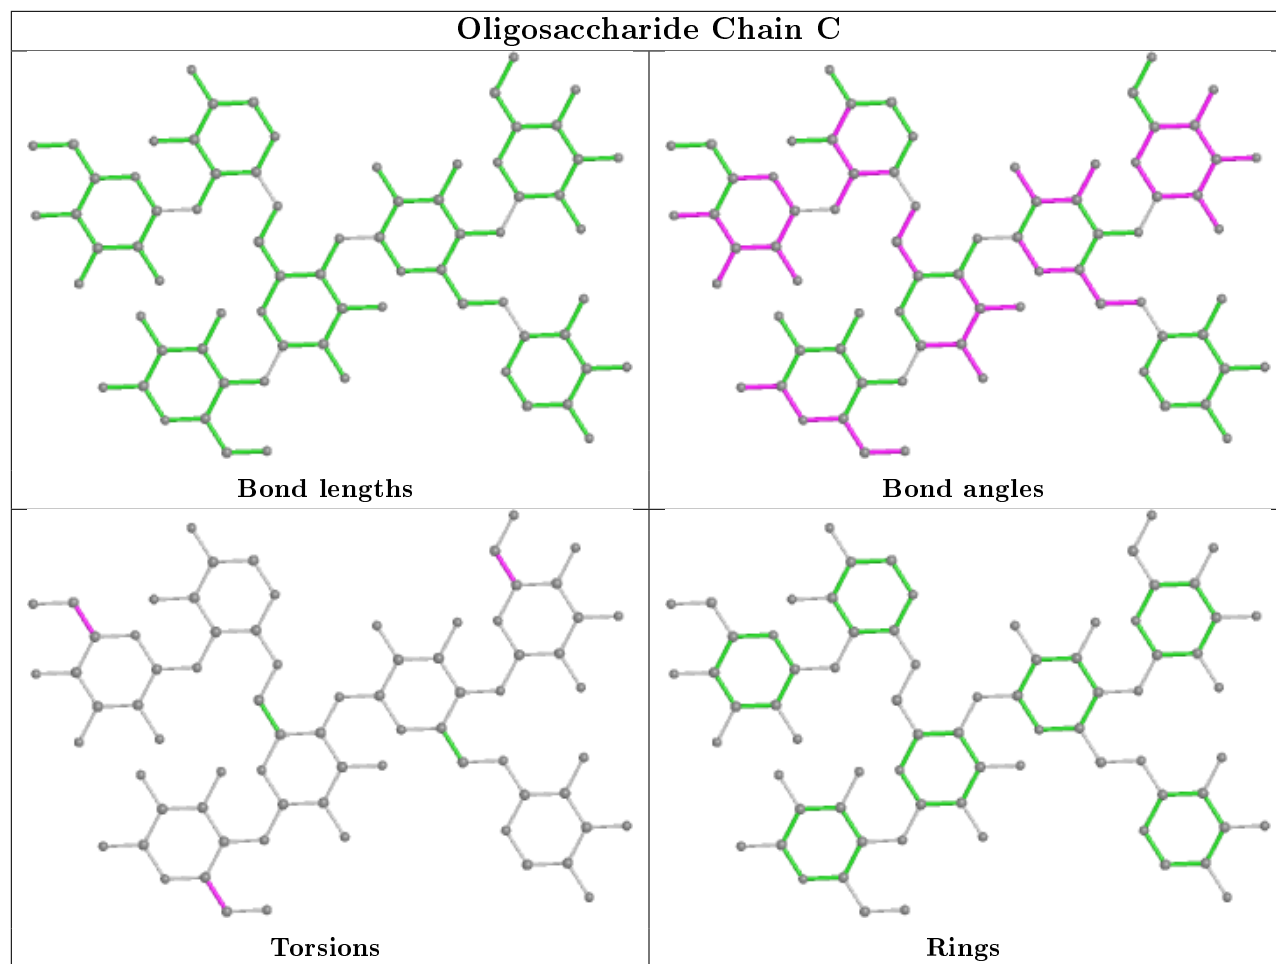 Oligosaccharide Chain C
Bond lengths
Bond angles
Torsions
Rings